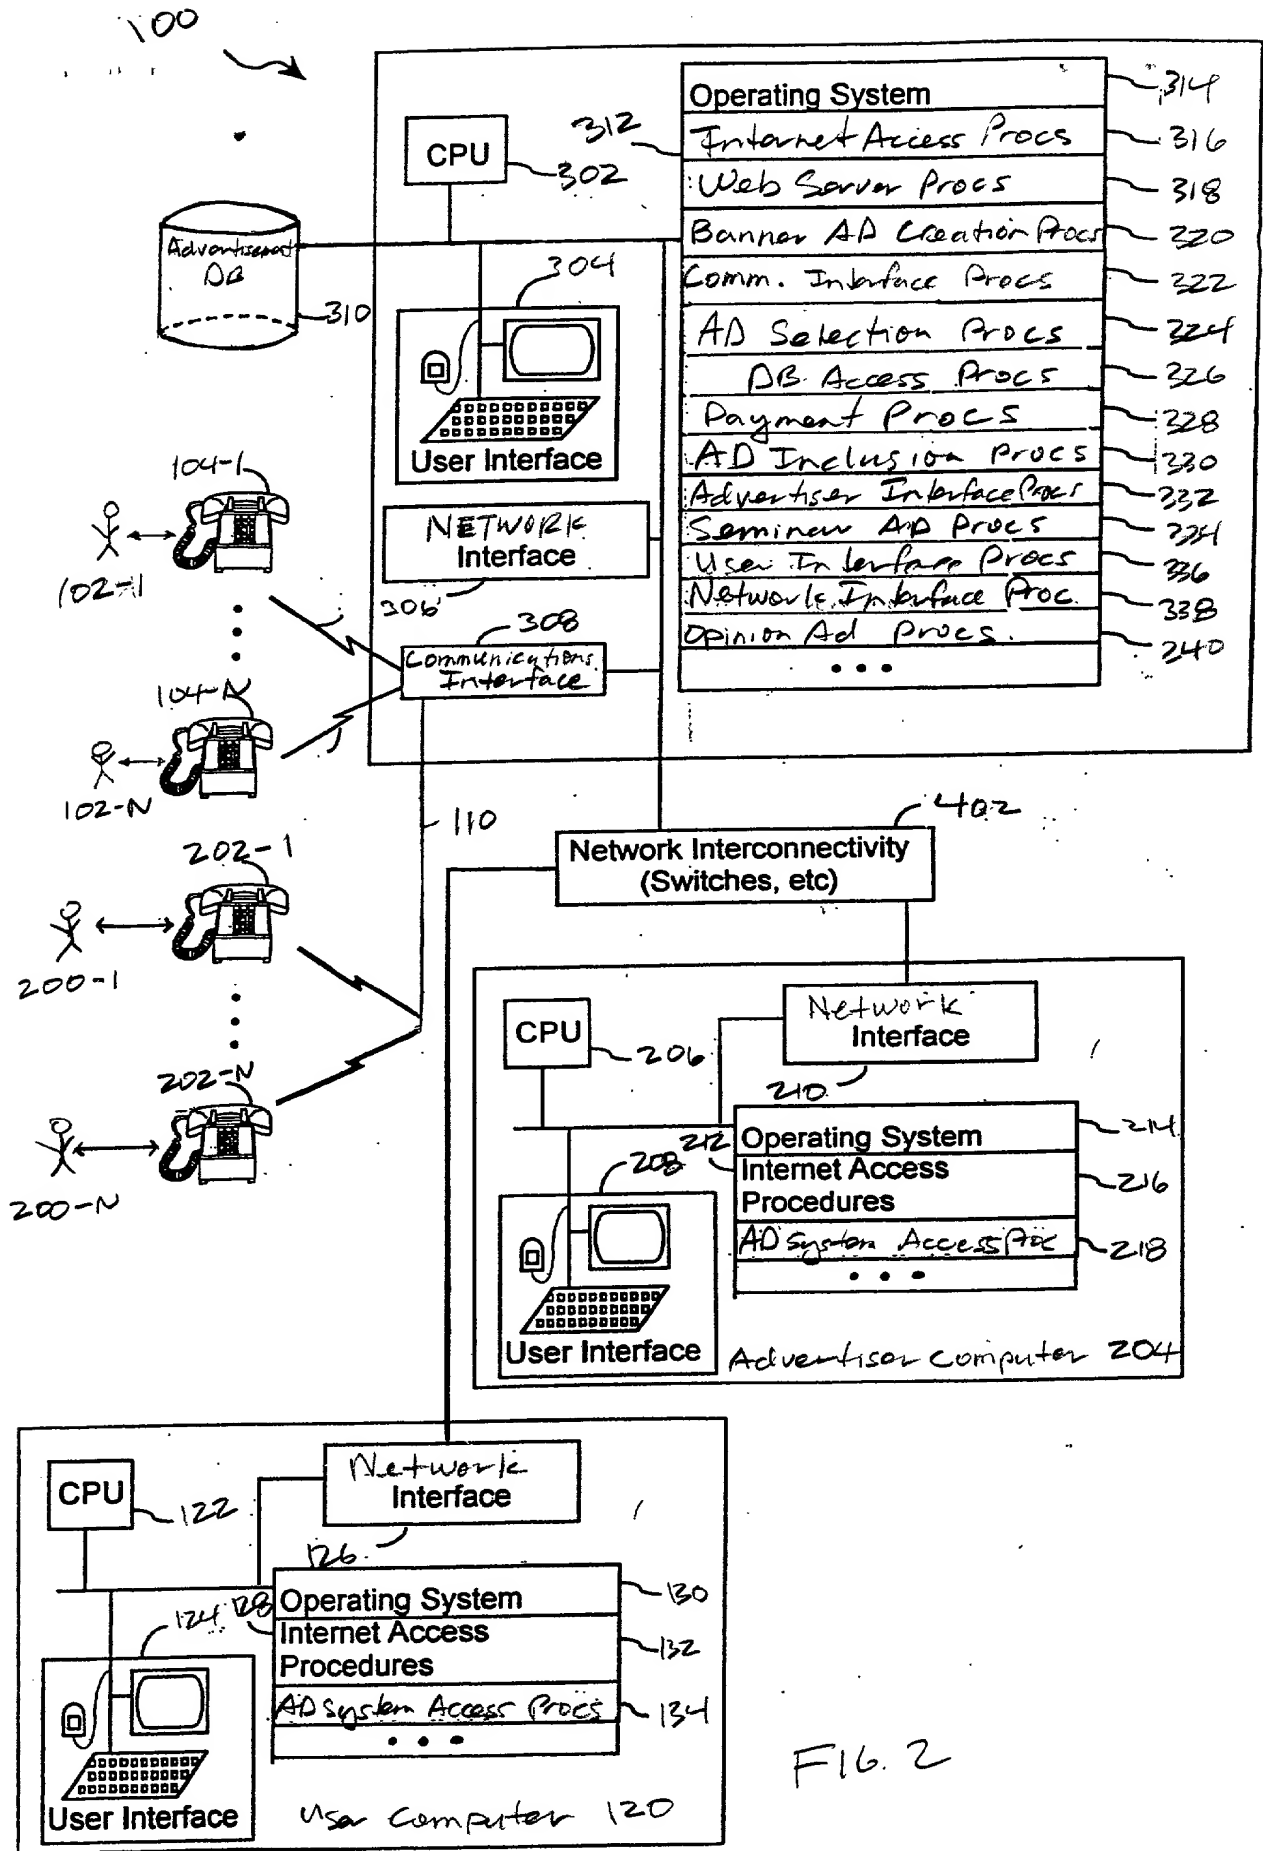 100
Operating System
314
312
Internet Access Procs
316
CPU
302
Web Server Procs
318
Banner AD Creation Procs
320
Advertisement
DB
310
304
Comm. Interface Procs
322
AD Selection Procs
324
DB Access Procs
326
Payment Procs
328
User Interface
AD Inclusion Procs
330
104-1
Advertiser Interface Procs
332
NETWORK
Interface
Seminar AD Procs
334
102-1
306
User Interface Procs
336
308
Network Interface Proc.
338
Communications
Interface
Opinion Ad Procs.
240
• • •
104-N
102-N
110
402
Network Interconnectivity
(Switches, etc)
202-1
200-1
CPU
206
Network
Interface
210
202-N
212
Operating System
214
208
Internet Access
Procedures
216
200-N
AD System Access Proc
218
• • •
User Interface
Advertiser Computer 204
CPU
122
Network
Interface
126
128
Operating System
130
124
Internet Access
Procedures
132
AD System Access Procs
134
• • •
User Interface
User Computer 120
FIG. 2